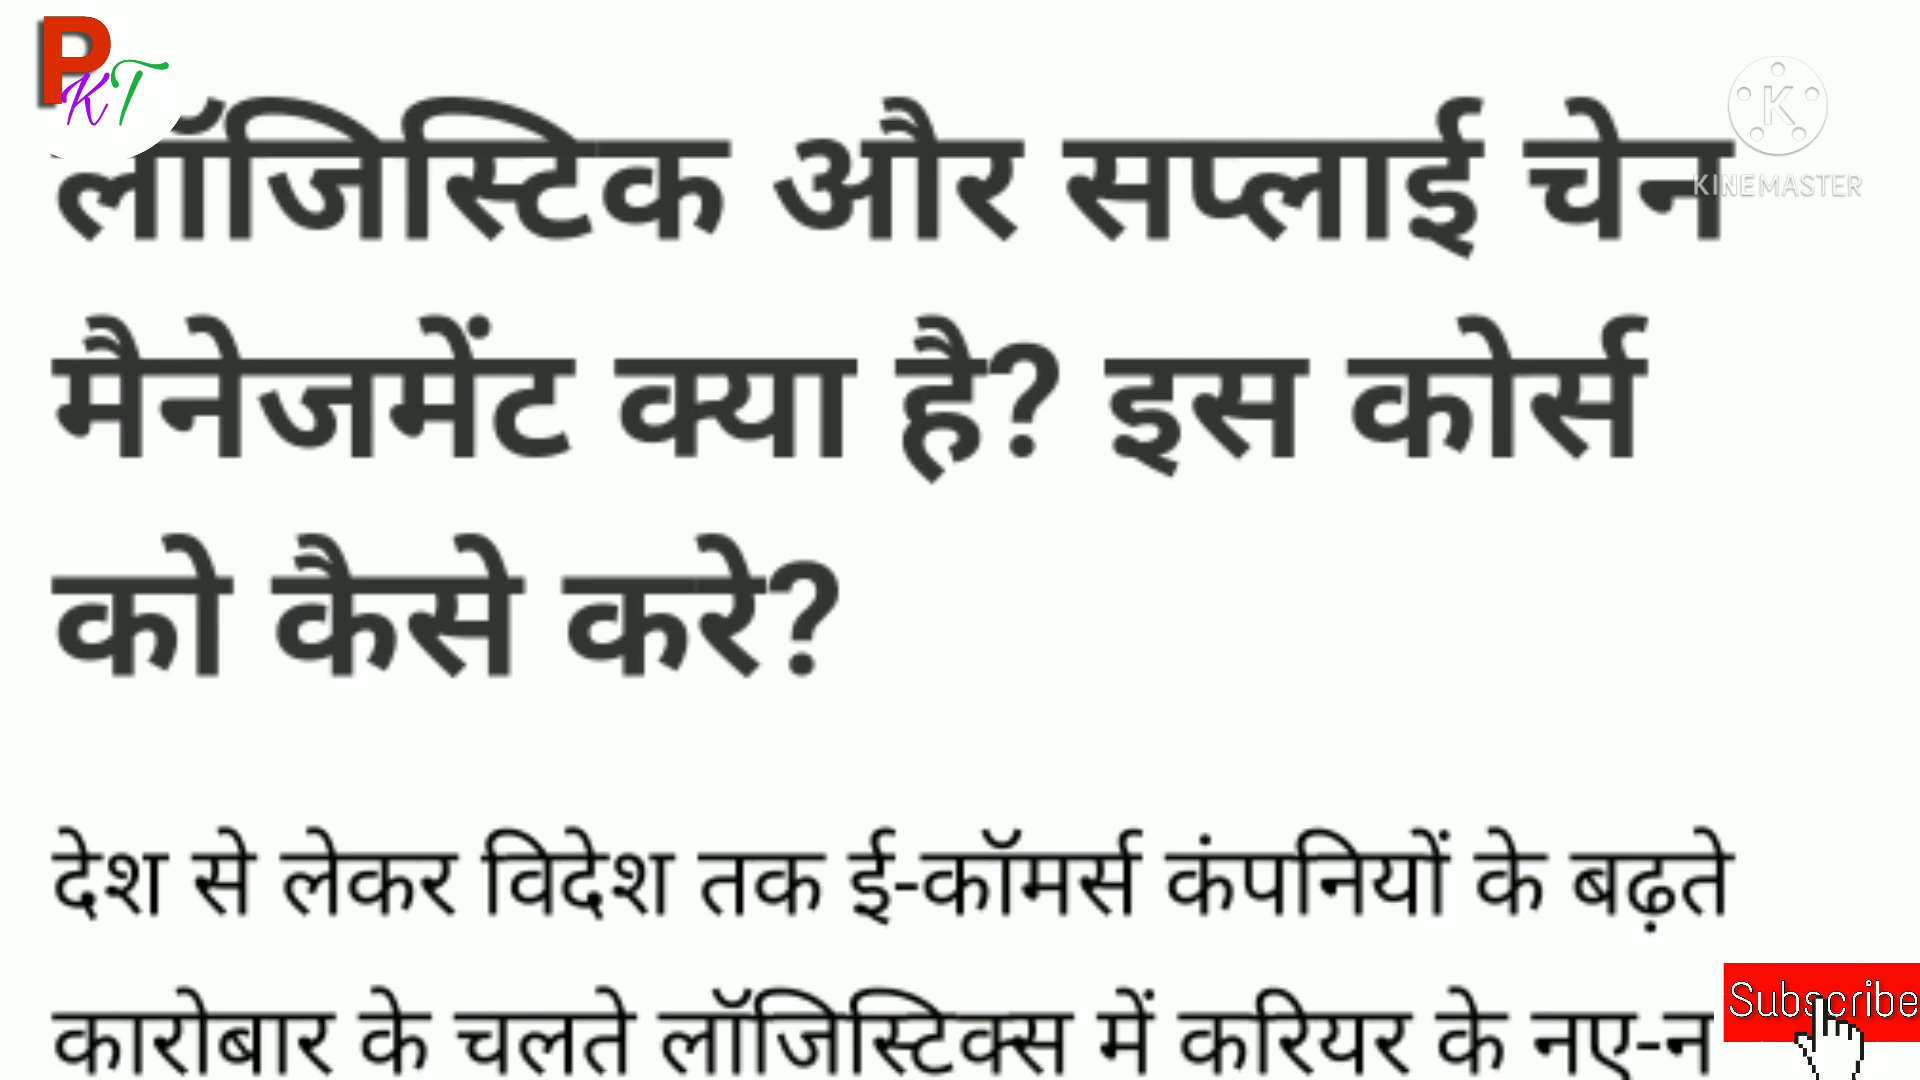 PKT
लॉजिस्टिक और सप्लाई चेन
KINEMASTER
मैनेजमेंट क्या है? इस कोर्स
को कैसे करे?
देश से लेकर विदेश तक ई-कॉमर्स कंपनियों के बढ़ते
कारोबार के चलते लॉजिस्टिक्स में करियर के नए-न
Subscribe